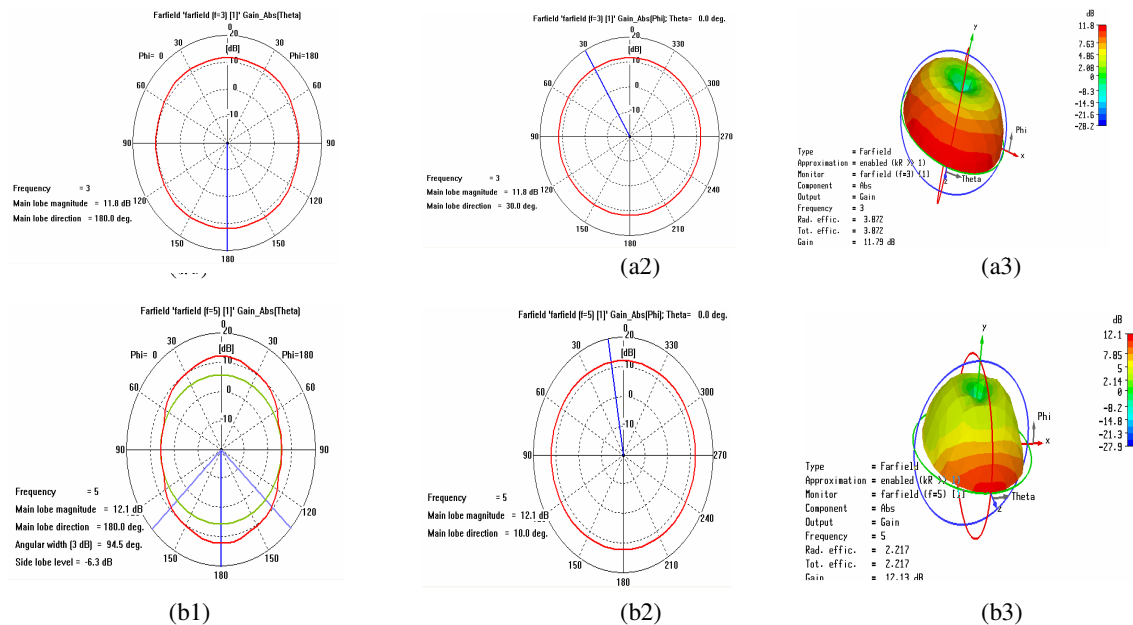 Farfield 'farfield (f=3) [1]' Gain_Abs(Theta)
0
20
30 [dB] 30
Phi= 0 Phi=180
10
60 0 60
-10
90 90
Frequency = 3
Main lobe magnitude = 11.8 dB
Main lobe direction = 180.0 deg.
120 120
150 150
180
Farfield 'farfield (f=3) [1]' Gain_Abs(Phi); Theta= 0.0 deg.
0
20
30 [dB] 330
10
60 0 300
-10
90 270
Frequency = 3
Main lobe magnitude = 11.8 dB
Main lobe direction = 30.0 deg.
120 240
150 210
180
(a2)
dB
11.8
7.63
4.85
2.08
0
-8.3
-14.9
-21.6
-28.2
y
Phi
x
Theta
z
Type = Farfield
Approximation = enabled (kR >> 1)
Monitor = farfield (f=3) [1]
Component = Abs
Output = Gain
Frequency = 3
Rad. effic. = 3.872
Tot. effic. = 3.872
Gain = 11.79 dB
(a3)
Farfield 'farfield (f=5) [1]' Gain_Abs(Theta)
0
20
30 [dB] 30
Phi= 0 Phi=180
10
60 0 60
-10
90 90
Frequency = 5
Main lobe magnitude = 12.1 dB
Main lobe direction = 180.0 deg.
Angular width [3 dB] = 94.5 deg.
Side lobe level = -6.3 dB
120
150 150
180
(b1)
Farfield 'farfield (f=5) [1]' Gain_Abs(Phi); Theta= 0.0 deg.
0
20
30 [dB] 330
10
60 0 300
-10
90 270
Frequency = 5
Main lobe magnitude = 12.1 dB
Main lobe direction = 10.0 deg.
240
150 210
180
(b2)
dB
12.1
7.85
5
2.14
0
-8.2
-14.8
-21.3
-27.9
y
Phi
x
Theta
z
Type = Farfield
Approximation = enabled (kR >>
Monitor = farfield (f=5) [1]
Component = Abs
Output = Gain
Frequency = 5
Rad. effic. = 2.217
Tot. effic. = 2.217
Gain = 12.13 dB
(b3)